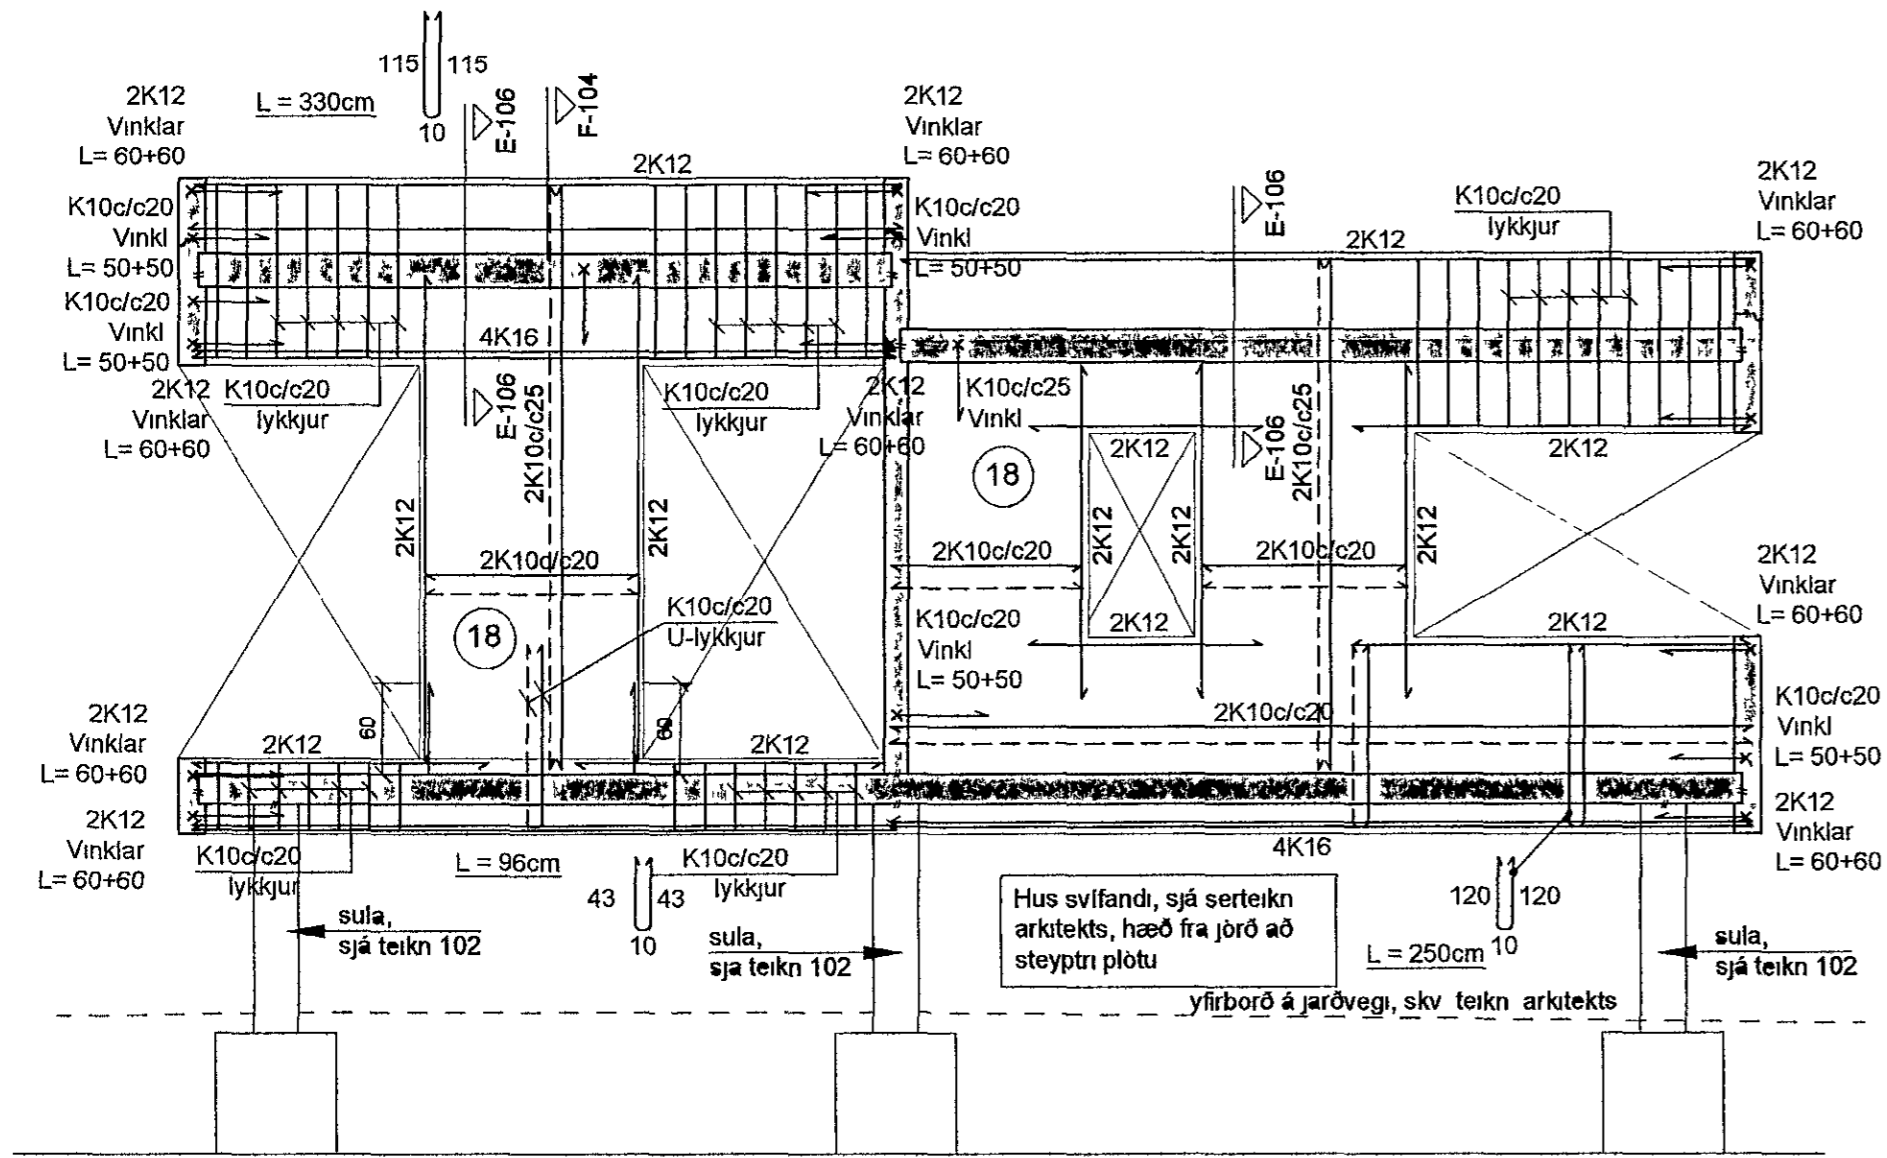 115 115
10
L = 330cm
E-106
F-104
2K12
Vinklar
L= 60+60
2K12
2K12
Vinklar
L= 60+60
2K12
Vinklar
L= 60+60
K10c/c20
Vinkl
L= 50+50
K10c/c20
Vinkl
L= 50+50
K10c/c20
Vinkl
L= 50+50
E-106
2K12
K10c/c20
lykkjur
4K16
2K12
Vinklar
L= 60+60
K10c/c20
lykkjur
E-106
2K10c/c25
K10c/c20
lykkjur
2K12
Vinklar
L= 60+60
K10c/c25
Vinkl
18
2K12
E-106
2K10c/c25
2K12
2K12
2K12
2K10c/c20
2K10c/c20
2K12
2K12
2K10c/c20
2K12
2K12
Vinklar
L= 60+60
18
K10c/c20
U-lykkjur
K10c/c20
Vinkl
L= 50+50
2K12
2K12
60
60
2K10c/c20
K10c/c20
Vinkl
L= 50+50
2K12
Vinklar
L= 60+60
2K12
2K12
2K12
Vinklar
L= 60+60
K10c/c20
lykkjur
L = 96cm
K10c/c20
lykkjur
43 43
10
4K16
2K12
Vinklar
L= 60+60
120 120
10
L = 250cm
Hus svífandi, sjá serteikn
arkitekts, hæð fra jörð að
steyptri plötu
sula,
sjá teikn 102
sula,
sja teikn 102
sula,
sjá teikn 102
yfirborð á jarðvegi, skv teikn arkitekts